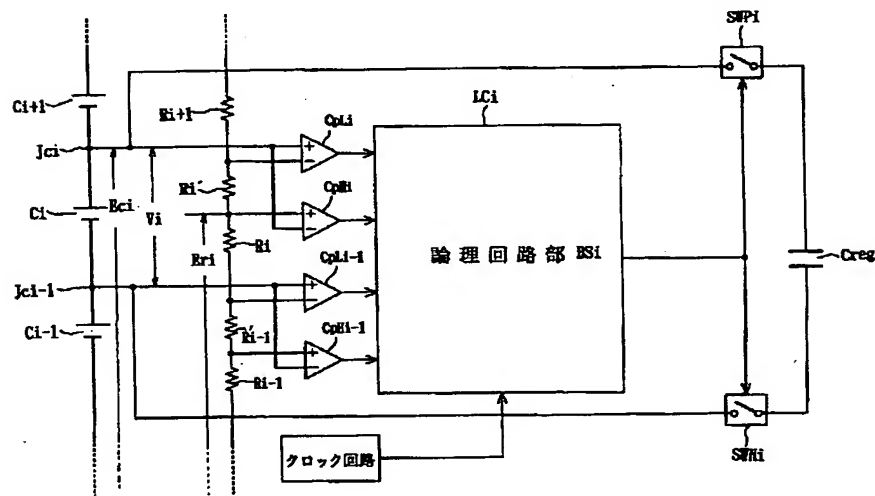 SWPi
LCi
Ci+1
Ri+1
CpLi
Jci
Ri´
CpHi
Ci
Eci
Vi
Ri
論理回路部 BSi
Creg
Eri
CpLi-1
Jci-1
Ci-1
R´i-1
CpHi-1
Ri-1
クロック回路
SWNi